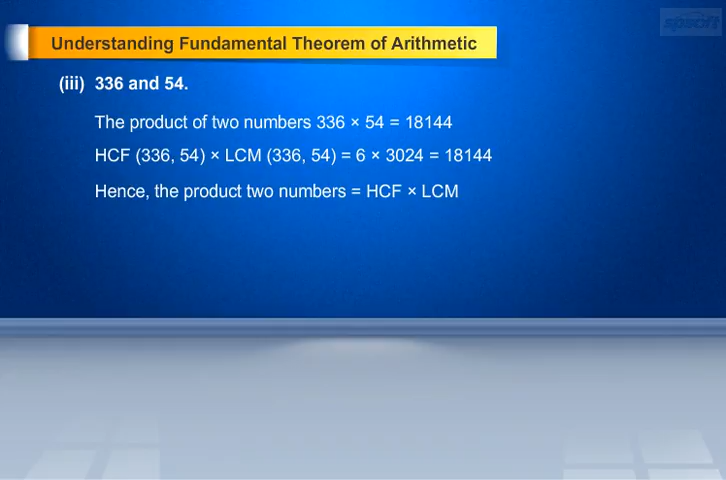 spsoft
Understanding Fundamental Theorem of Arithmetic
(iii) 336 and 54.
The product of two numbers 336 × 54 = 18144
HCF (336, 54) × LCM (336, 54) = 6 × 3024 = 18144
Hence, the product two numbers = HCF × LCM